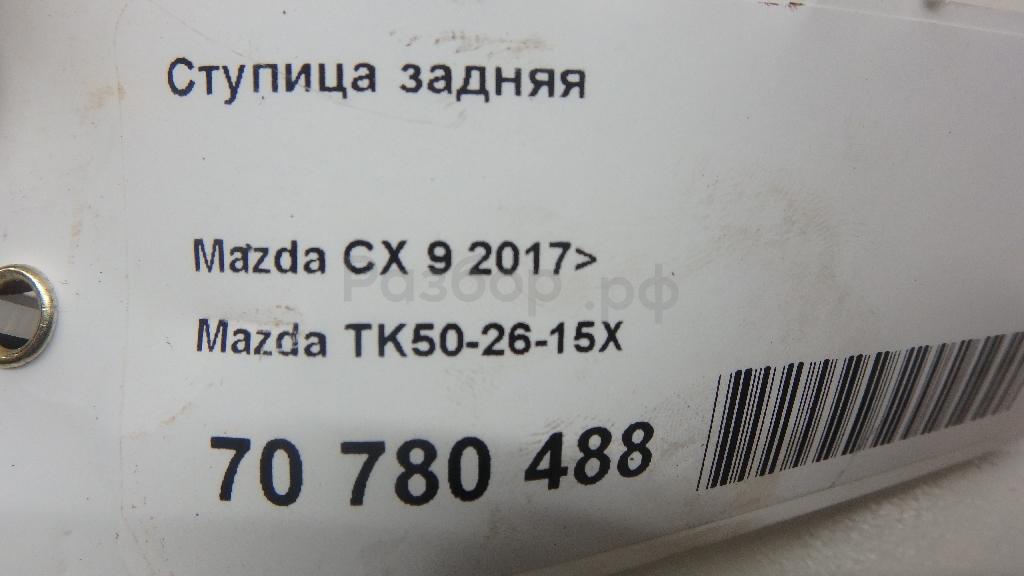 Ступица задняя
Mazda CX 9 2017>
Разбор.рф
Mazda TK50-26-15X
70 780 488